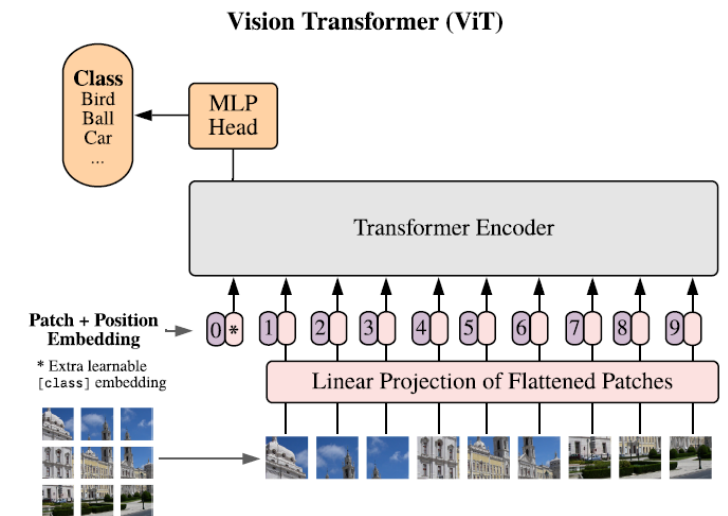 Vision Transformer (ViT)
Class
Bird
Ball
Car
...
MLP
Head
Transformer Encoder
Patch + Position
Embedding
* Extra learnable
[class] embedding
0 * 1 2 3 4 5 6 7 8 9
Linear Projection of Flattened Patches